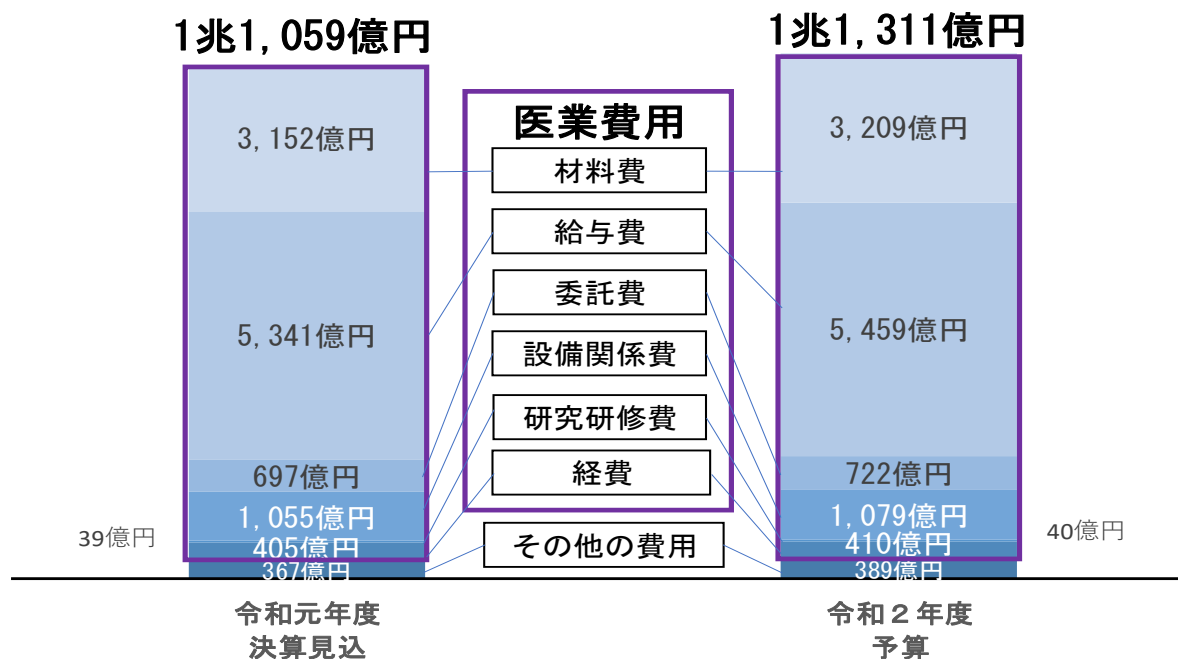 1兆1,059億円
3,152億円
5,341億円
697億円
1,055億円
39億円
405億円
367億円
令和元年度
決算見込
医業費用
材料費
給与費
委託費
設備関係費
研究研修費
経費
その他の費用
1兆1,311億円
3,209億円
5,459億円
722億円
1,079億円
40億円
410億円
389億円
令和２年度
予算